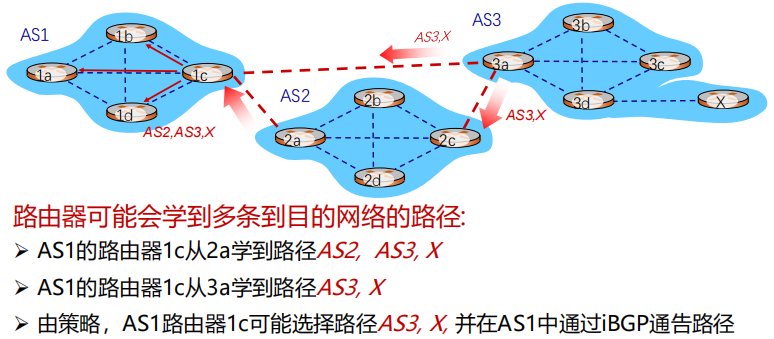 AS1
1b
1a
1c
1d
AS2,AS3,X
AS2
2b
2a
2c
2d
AS3,X
AS3,X
AS3
3b
3a
3c
3d
X
路由器可能会学到多条到目的网络的路径:
➢ AS1的路由器1c从2a学到路径AS2, AS3, X
➢ AS1的路由器1c从3a学到路径AS3, X
➢ 由策略，AS1路由器1c可能选择路径AS3, X, 并在AS1中通过iBGP通告路径